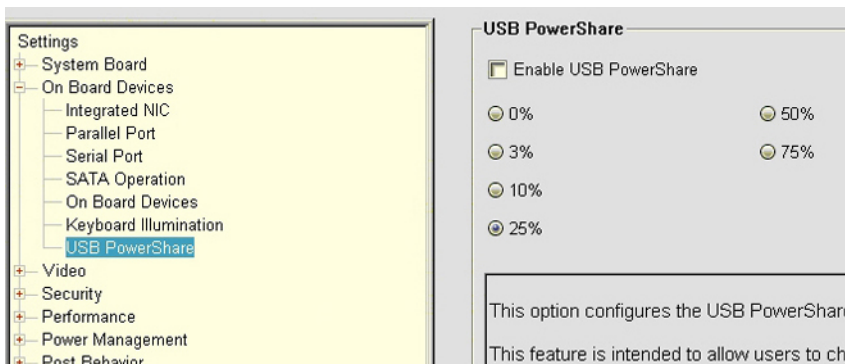 Settings
System Board
On Board Devices
Integrated NIC
Parallel Port
Serial Port
SATA Operation
On Board Devices
Keyboard Illumination
USB PowerShare
Video
Security
Performance
Power Management
Post Behavior
USB PowerShare
Enable USB PowerShare
0% 50%
3% 75%
10%
25%
This option configures the USB PowerShare
This feature is intended to allow users to ch